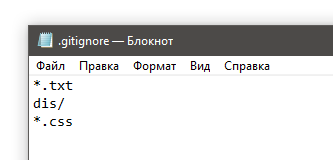 .gitignore — Блокнот
Файл Правка Формат Вид Справка
*.txt
dis/
*.css